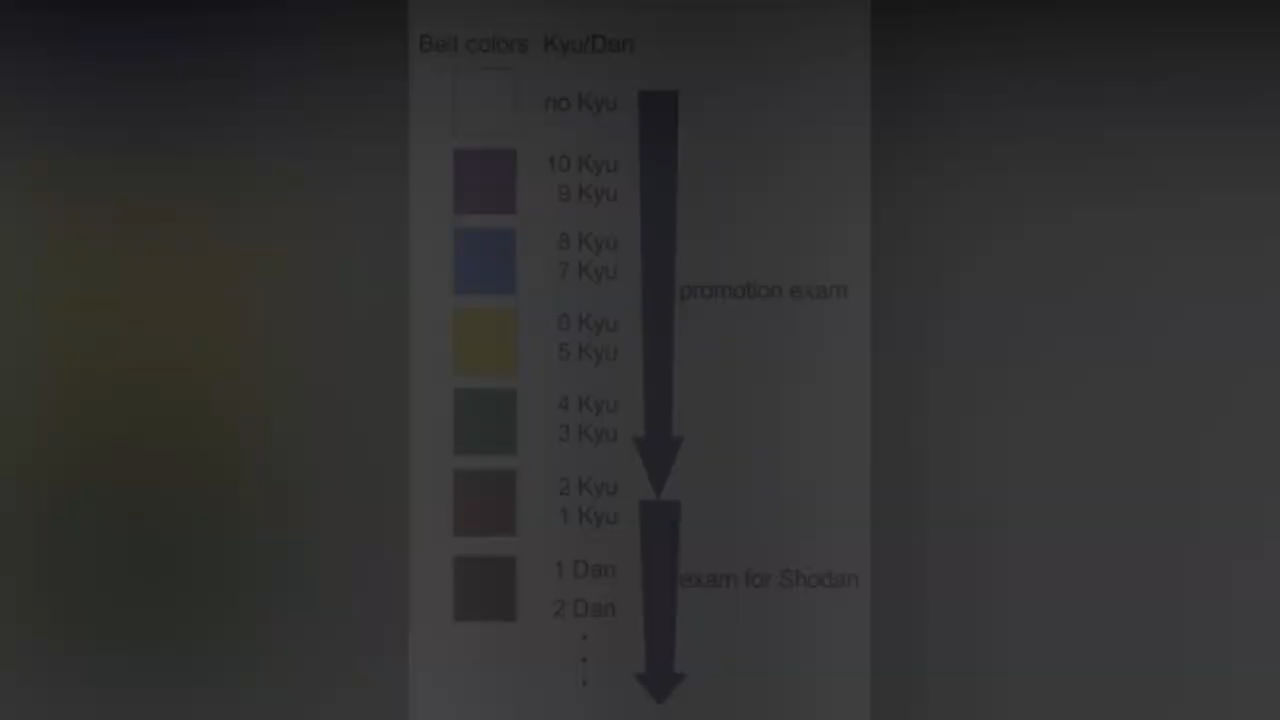 Belt colors Kyu/Dan
no Kyu
10 Kyu
9 Kyu
8 Kyu
7 Kyu
promotion exam
6 Kyu
5 Kyu
4 Kyu
3 Kyu
2 Kyu
1 Kyu
1 Dan
exam for Shodan
2 Dan